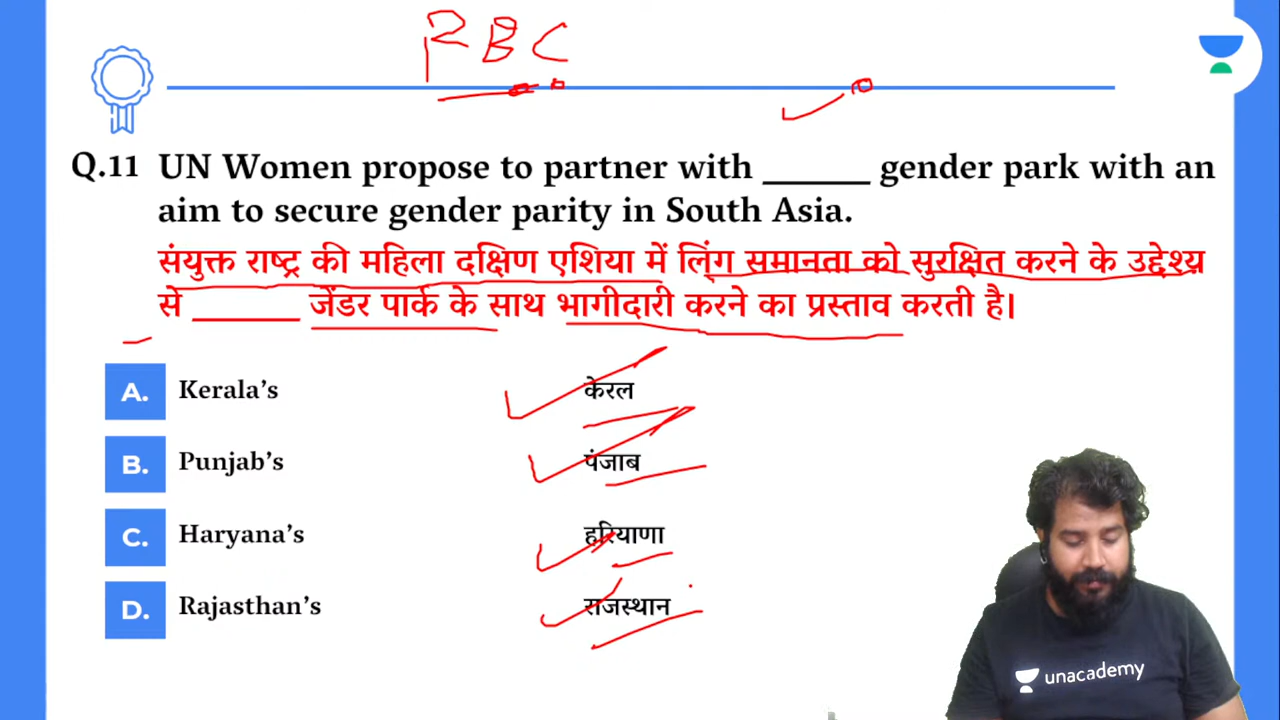 RBC
Q.11 UN Women propose to partner with ______ gender park with an
aim to secure gender parity in South Asia.
संयुक्त राष्ट्र की महिला दक्षिण एशिया में लिंग समानता को सुरक्षित करने के उद्देश्य
से ______ जेंडर पार्क के साथ भागीदारी करने का प्रस्ताव करती है।
A. Kerala's केरल
B. Punjab's पंजाब
C. Haryana's हरियाणा
D. Rajasthan's राजस्थान
unacademy